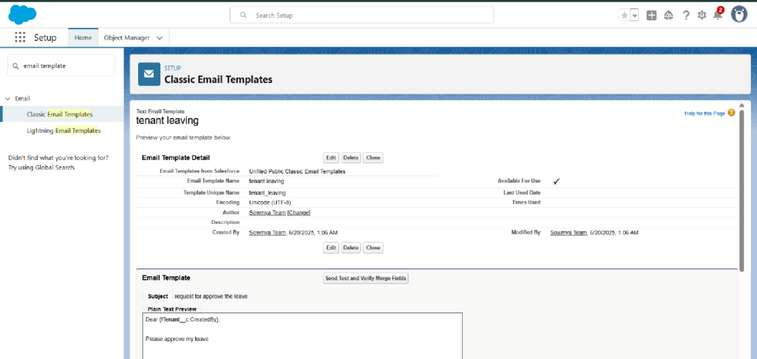 Search Setup
2
Setup
Home
Object Manager
email template
Email
Classic Email Templates
Lightning Email Templates
Didn't find what you're looking for?
Try using Global Search.
SETUP
Classic Email Templates
Text Email Template
tenant leaving
Help for this Page
Preview your email template below.
Email Template Detail
Edit Delete Clone
Email Templates from Salesforce Unfiled Public Classic Email Templates
Email Template Name tenant leaving Available For Use ✓
Template Unique Name tenant_leaving Last Used Date
Encoding Unicode (UTF-8) Times Used
Author Sowmya Team [Change]
Description
Created By Sowmya Team, 6/20/2025, 1:06 AM Modified By Sowmya Team, 6/20/2025, 1:06 AM
Edit Delete Clone
Email Template
Send Test and Verify Merge Fields
Subject request for approve the leave
Plain Text Preview
Dear {!Tenant__c.CreatedBy},
Please approve my leave